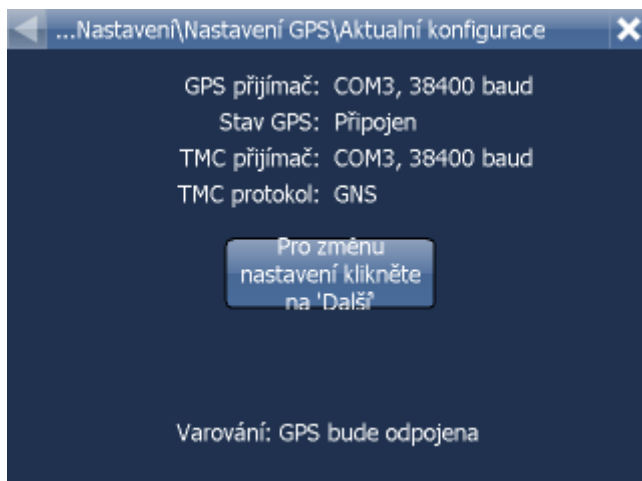 ...Nastavení\Nastavení GPS\Aktualní konfigurace
GPS přijímač: COM3, 38400 baud
Stav GPS: Připojen
TMC přijímač: COM3, 38400 baud
TMC protokol: GNS
Pro změnu
nastavení klikněte
na 'Další'
Varování: GPS bude odpojena